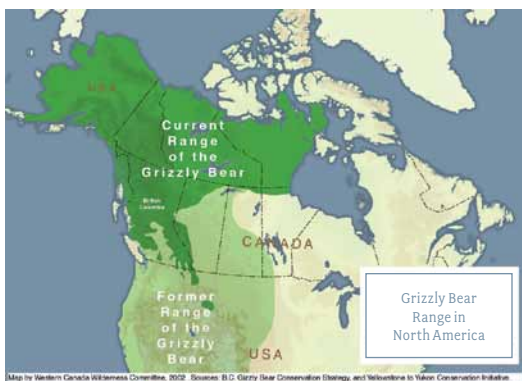 USA
Current
Range
of the
Grizzly Bear
British
Columbia
CANADA
Former
Range
of the
Grizzly
Bear
USA
Grizzly Bear
Range in
North America
Map by Western Canada Wilderness Committee, 2002. Sources: B.C. Grizzly Bear Conservation Strategy, and Yellowstone to Yukon Conservation Initiative.